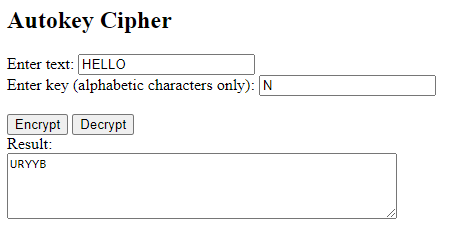 Autokey Cipher
Enter text: HELLO
Enter key (alphabetic characters only): N
Encrypt Decrypt
Result:
URYYB